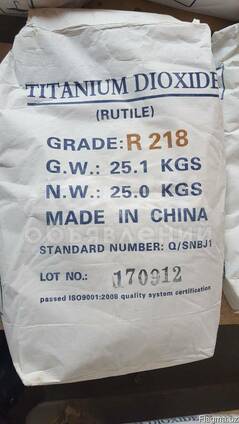 TITANIUM DIOXIDE
(RUTILE)
GRADE: R 218
G.W.: 25.1 KGS
N.W.: 25.0 KGS
MADE IN CHINA
объявлений
STANDARD NUMBER: Q/SNBJ1
LOT NO.: 170912
passed ISO9001:2008 quality system certification
Flagma.uz